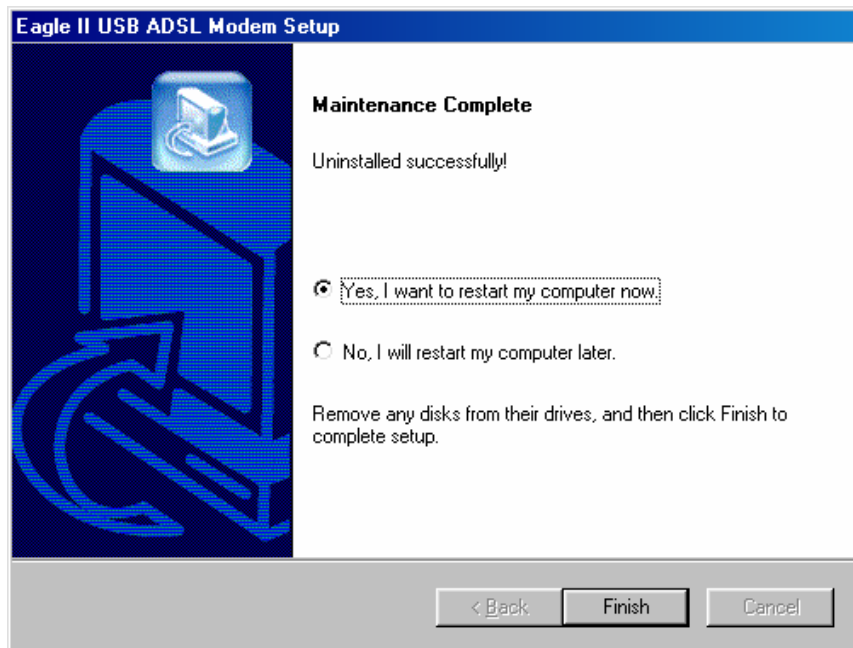 Eagle II USB ADSL Modem Setup
Maintenance Complete
Uninstalled successfully!
Yes, I want to restart my computer now.
No, I will restart my computer later.
Remove any disks from their drives, and then click Finish to
complete setup.
< Back
Finish
Cancel